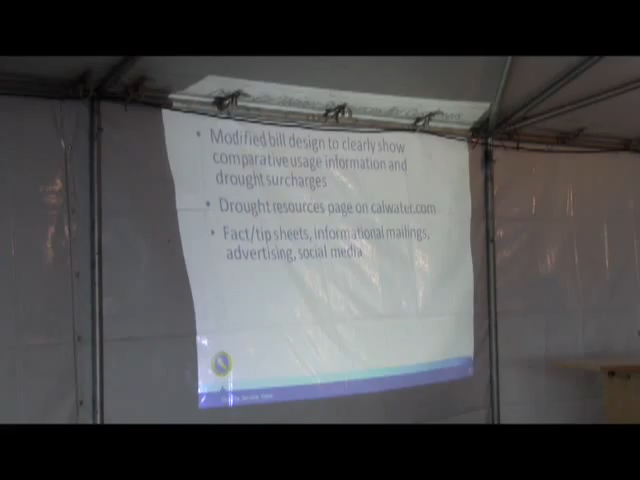 • Modified bill design to clearly show
comparative usage information and
drought surcharges
• Drought resources page on calwater.com
• Fact/tip sheets, informational mailings,
advertising, social media